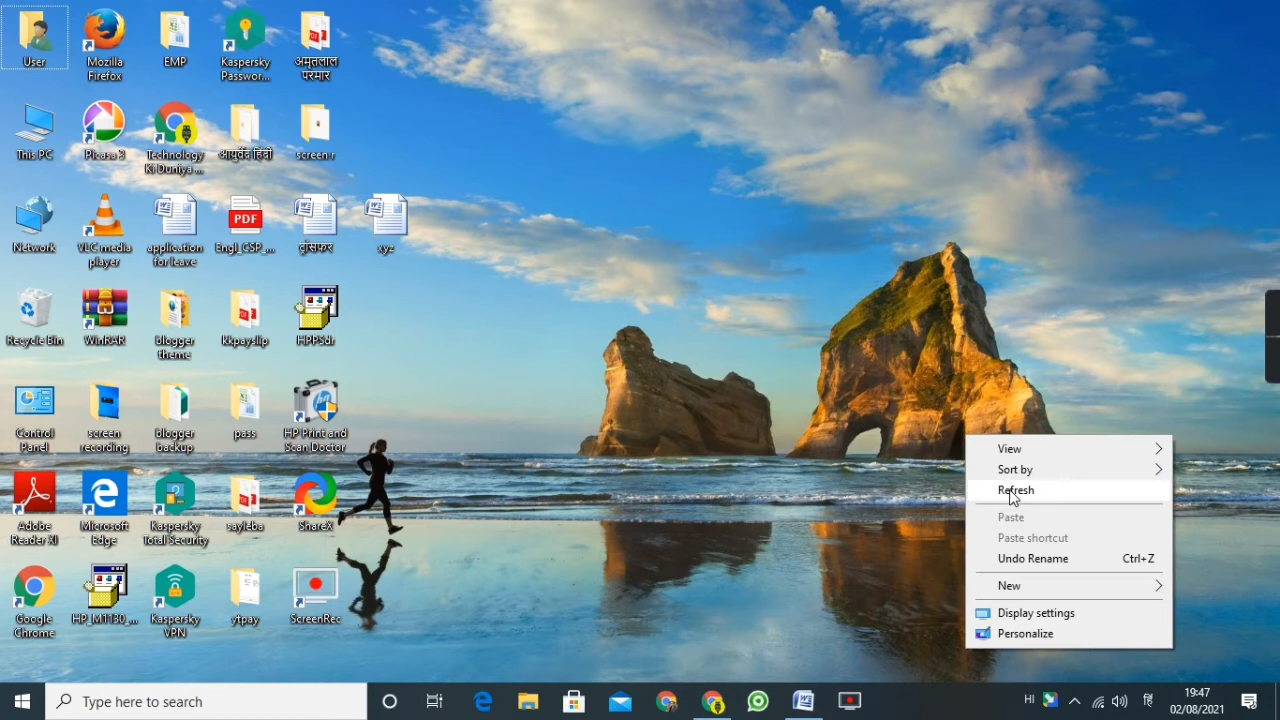 User
Mozilla
Firefox
EMP
Kaspersky
Passwor...
अमृतलाल
परमार
This PC
Picasa 3
Technology
Ki Duniya ...
आयुर्वेद हिंदी
screen r
Network
VLC media
player
application
for leave
PDF
Engl_CSP_...
ट्रांसफर
xyz
Recycle Bin
WinRAR
blogger
theme
kkpayslip
HPPSdr
Control
Panel
screen
recording
blogger
backup
pass
HP Print and
Scan Doctor
Adobe
Reader XI
Microsoft
Edge
Kaspersky
Total Security
sayleba
ShareX
Google
Chrome
HP_M1130_...
Kaspersky
VPN
ytpay
ScreenRec
View
Sort by
Refresh
Paste
Paste shortcut
Undo Rename Ctrl+Z
New
Display settings
Personalize
Type here to search
HI
हिं
19:47
02/08/2021